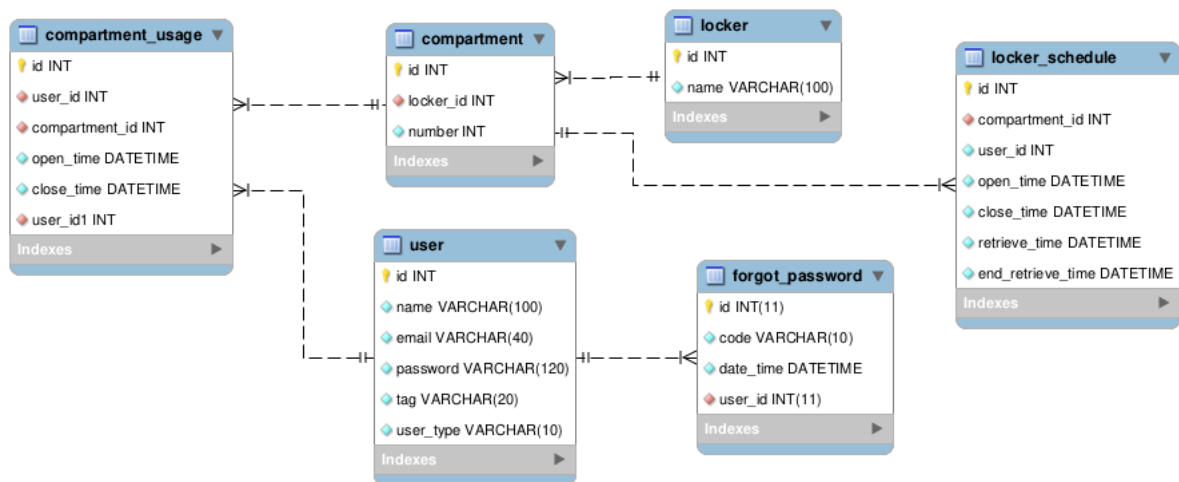 compartment_usage
id INT
user_id INT
compartment_id INT
open_time DATETIME
close_time DATETIME
user_id1 INT
Indexes
compartment
id INT
locker_id INT
number INT
Indexes
locker
id INT
name VARCHAR(100)
Indexes
locker_schedule
id INT
compartment_id INT
user_id INT
open_time DATETIME
close_time DATETIME
retrieve_time DATETIME
end_retrieve_time DATETIME
Indexes
user
id INT
name VARCHAR(100)
email VARCHAR(40)
password VARCHAR(120)
tag VARCHAR(20)
user_type VARCHAR(10)
Indexes
forgot_password
id INT(11)
code VARCHAR(10)
date_time DATETIME
user_id INT(11)
Indexes